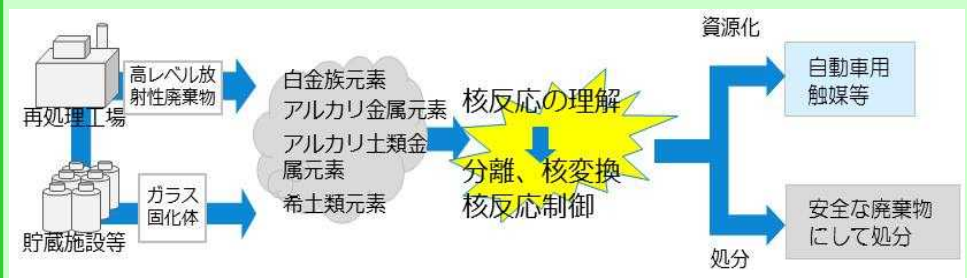 再処理工場
高レベル放
射性廃棄物
貯蔵施設等
ガラス
固化体
白金族元素
アルカリ金属元素
アルカリ土類金
属元素
希土類元素
核反応の理解
分離、核変換
核反応制御
資源化
自動車用
触媒等
処分
安全な廃棄物
にして処分